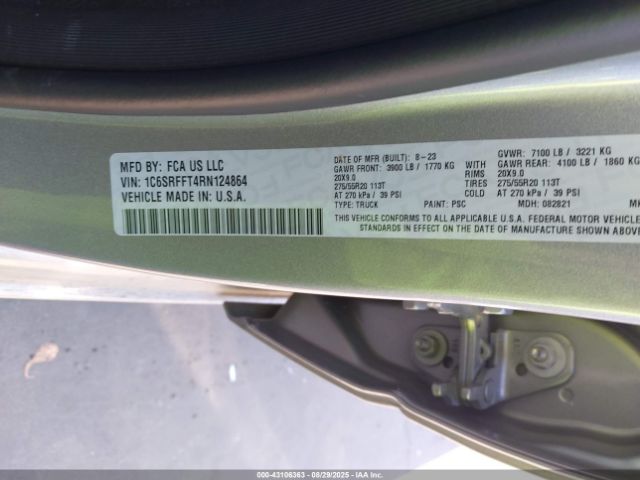 MFD BY: FCA US LLC
VIN: 1C6SRFFT4RN124864
VEHICLE MADE IN: U.S.A.
DATE OF MFR (BUILT): 8-23
GVWR: 7100 LB / 3221 KG
GAWR FRONT: 3900 LB / 1770 KG WITH GAWR REAR: 4100 LB / 1860 KG
20X9.0 RIMS 20X9.0
275/55R20 113T TIRES 275/55R20 113T
AT 270 kPa / 39 PSI COLD AT 270 kPa / 39 PSI
TYPE: TRUCK PAINT: PSC MDH: 082821
THIS VEHICLE CONFORMS TO ALL APPLICABLE U.S.A. FEDERAL MOTOR VEHICLE
STANDARDS IN EFFECT ON THE DATE OF MANUFACTURE SHOWN ABOVE
000-43106363 - 08/29/2025 - IAAI.com